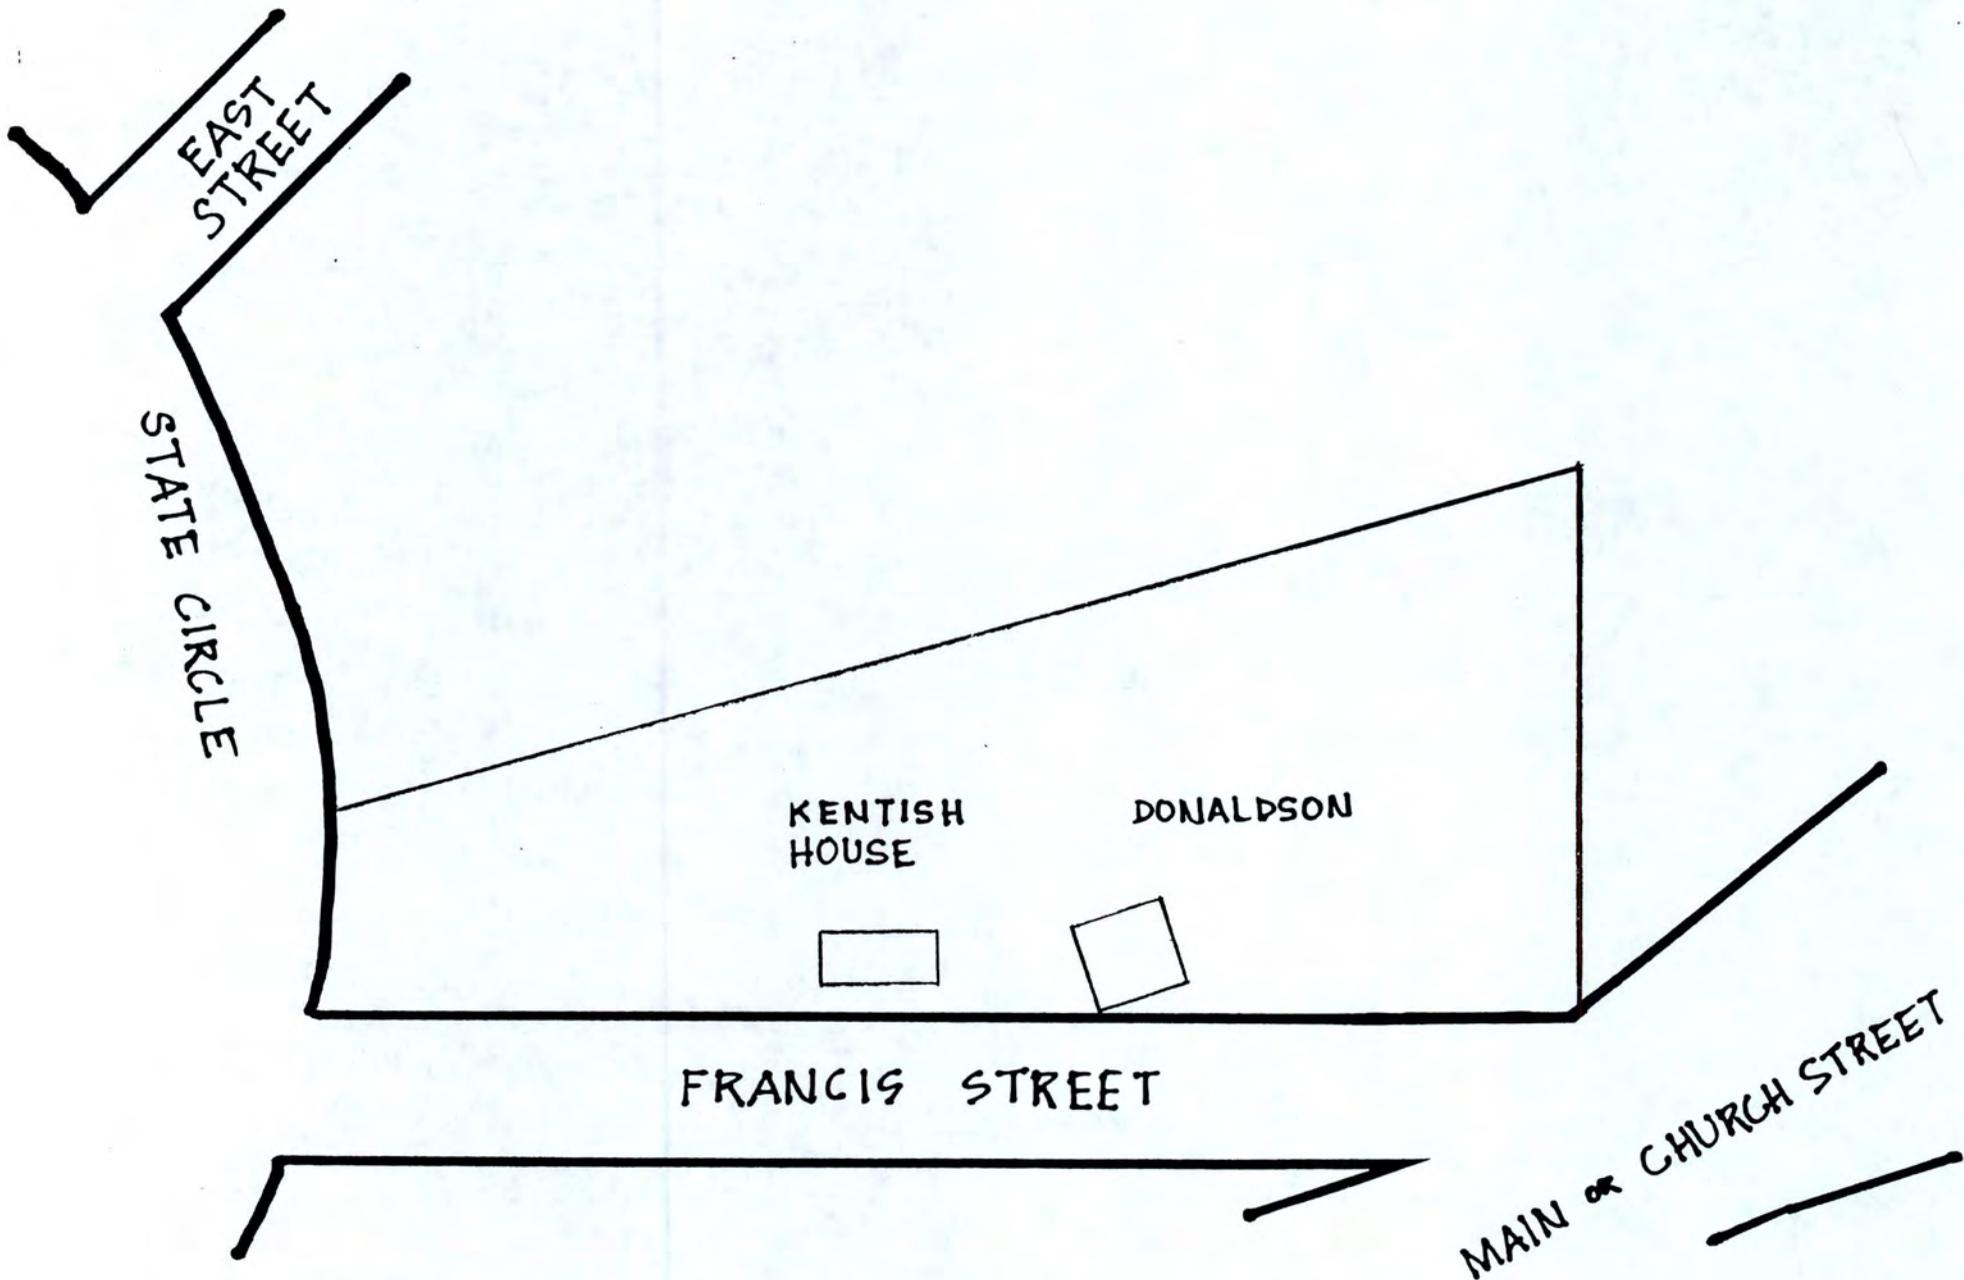 EAST
STREET
STATE CIRCLE
KENTISH
HOUSE
DONALDSON
FRANCIS STREET
MAIN OR CHURCH STREET